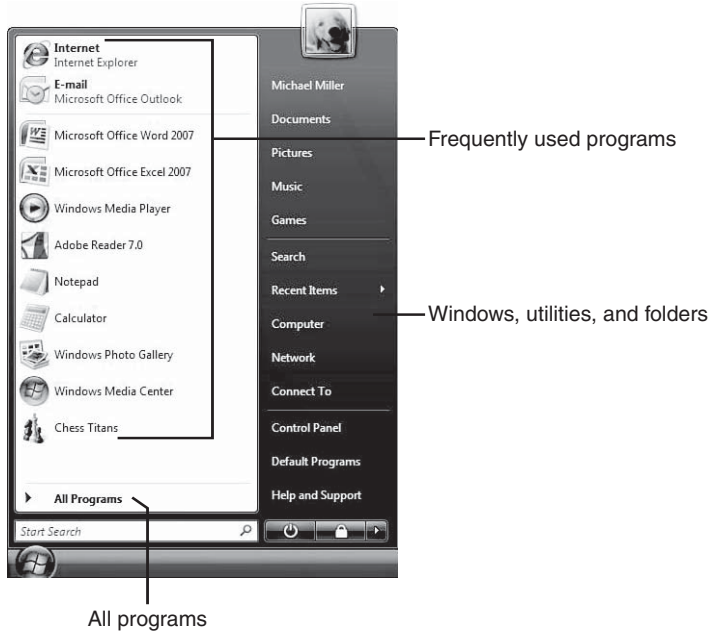 Internet
Internet Explorer
E-mail
Microsoft Office Outlook
Microsoft Office Word 2007
Microsoft Office Excel 2007
Windows Media Player
Adobe Reader 7.0
Notepad
Calculator
Windows Photo Gallery
Windows Media Center
Chess Titans
All Programs
Start Search
Michael Miller
Documents
Pictures
Music
Games
Search
Recent Items
Computer
Network
Connect To
Control Panel
Default Programs
Help and Support
Frequently used programs
Windows, utilities, and folders
All programs